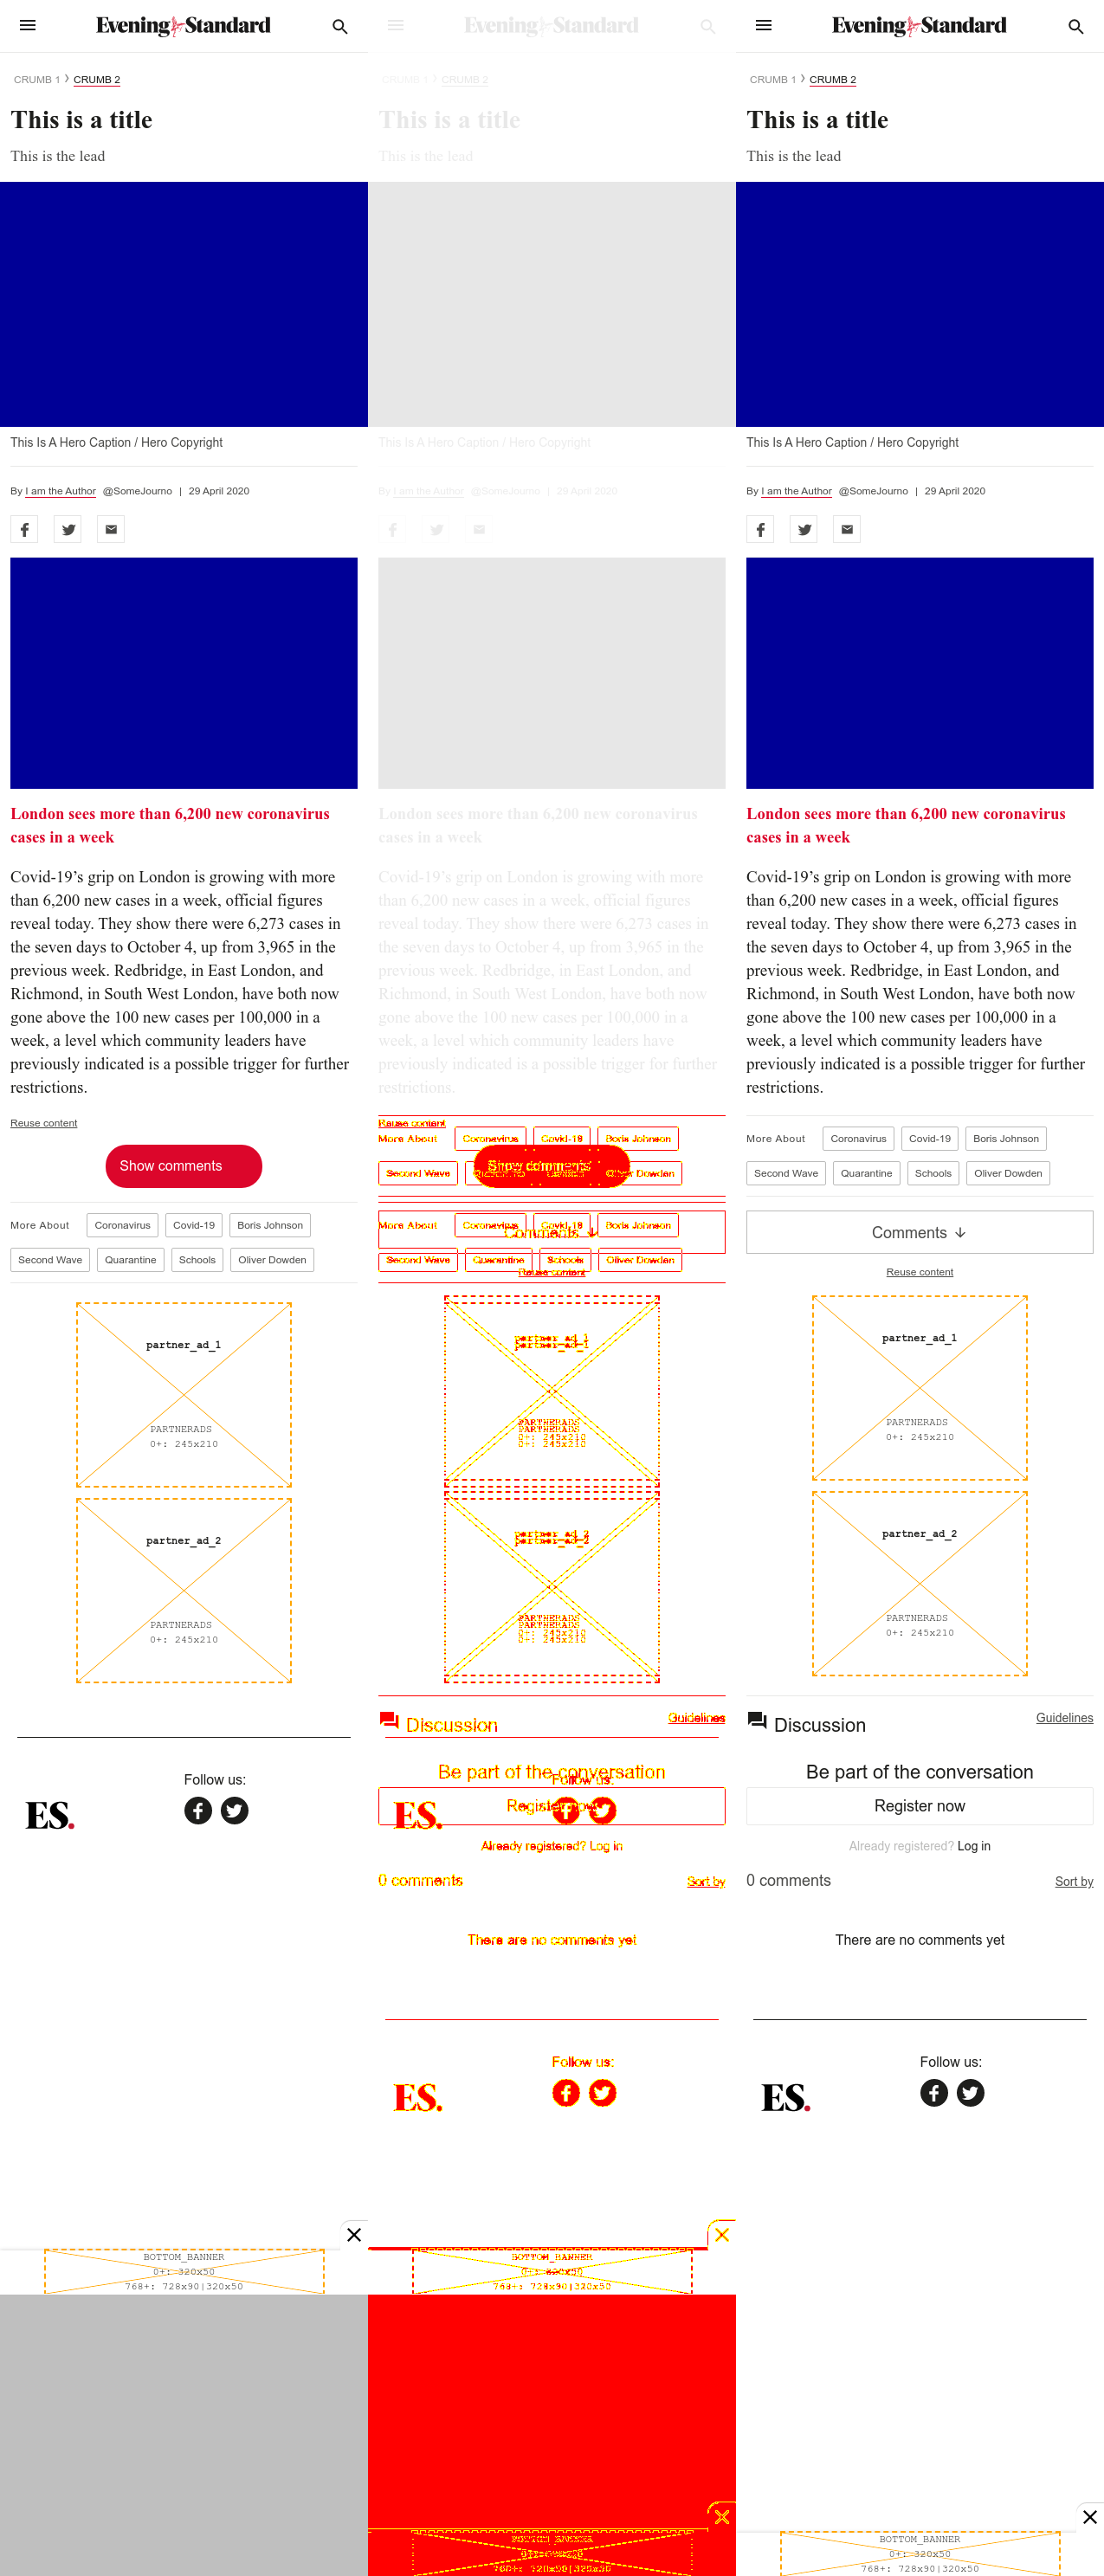 Evening Standard
CRUMB 1 › CRUMB 2
This is a title
This is the lead
This Is A Hero Caption / Hero Copyright
By I am the Author @SomeJourno | 29 April 2020
London sees more than 6,200 new coronavirus
cases in a week
Covid-19’s grip on London is growing with more
than 6,200 new cases in a week, official figures
reveal today. They show there were 6,273 cases in
the seven days to October 4, up from 3,965 in the
previous week. Redbridge, in East London, and
Richmond, in South West London, have both now
gone above the 100 new cases per 100,000 in a
week, a level which community leaders have
previously indicated is a possible trigger for further
restrictions.
Reuse content
Show comments
More About Coronavirus Covid-19 Boris Johnson
Second Wave Quarantine Schools Oliver Dowden
partner_ad_1
PARTNERADS
0+: 245x210
partner_ad_2
PARTNERADS
0+: 245x210
Follow us:
ES.
BOTTOM_BANNER
0+: 320x50
768+: 728x90|320x50
Evening Standard
CRUMB 1 › CRUMB 2
This is a title
This is the lead
This Is A Hero Caption / Hero Copyright
By I am the Author @SomeJourno | 29 April 2020
London sees more than 6,200 new coronavirus
cases in a week
Covid-19’s grip on London is growing with more
than 6,200 new cases in a week, official figures
reveal today. They show there were 6,273 cases in
the seven days to October 4, up from 3,965 in the
previous week. Redbridge, in East London, and
Richmond, in South West London, have both now
gone above the 100 new cases per 100,000 in a
week, a level which community leaders have
previously indicated is a possible trigger for further
restrictions.
Reuse content
More About Coronavirus Covid-19 Boris Johnson
Show comments
Second Wave Oliver Dowden
More About Coronavirus Covid-19 Boris Johnson
Comments
Second Wave Quarantine Schools Oliver Dowden
Reuse content
partner_ad_1
PARTNERADS
0+: 245x210
partner_ad_2
PARTNERADS
0+: 245x210
Discussion Guidelines
Be part of the conversation
Follow us:
Register now
ES.
Already registered? Log in
0 comments Sort by
There are no comments yet
Follow us:
ES.
BOTTOM_BANNER
0+: 320x50
768+: 728x90|320x50
BOTTOM_BANNER
0+: 320x50
768+: 728x90|320x50
Evening Standard
CRUMB 1 › CRUMB 2
This is a title
This is the lead
This Is A Hero Caption / Hero Copyright
By I am the Author @SomeJourno | 29 April 2020
London sees more than 6,200 new coronavirus
cases in a week
Covid-19’s grip on London is growing with more
than 6,200 new cases in a week, official figures
reveal today. They show there were 6,273 cases in
the seven days to October 4, up from 3,965 in the
previous week. Redbridge, in East London, and
Richmond, in South West London, have both now
gone above the 100 new cases per 100,000 in a
week, a level which community leaders have
previously indicated is a possible trigger for further
restrictions.
More About Coronavirus Covid-19 Boris Johnson
Second Wave Quarantine Schools Oliver Dowden
Comments ↓
Reuse content
partner_ad_1
PARTNERADS
0+: 245x210
partner_ad_2
PARTNERADS
0+: 245x210
Discussion Guidelines
Be part of the conversation
Register now
Already registered? Log in
0 comments Sort by
There are no comments yet
Follow us:
ES.
BOTTOM_BANNER
0+: 320x50
768+: 728x90|320x50